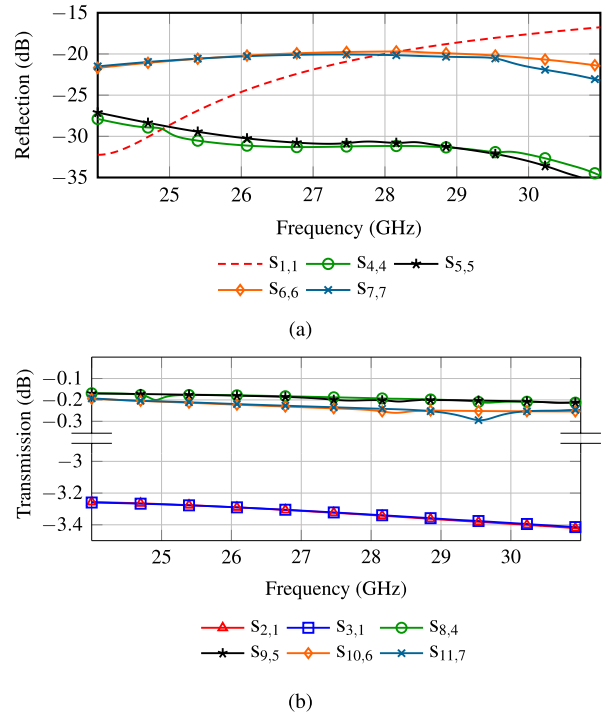 −15
−20
−25
−30
−35
Reflection (dB)
25 26 27 28 29 30
Frequency (GHz)
S1,1 S4,4 S5,5
S6,6 S7,7
(a)
−0.1
−0.2
−0.3
−3
−3.2
−3.4
Transmission (dB)
25 26 27 28 29 30
Frequency (GHz)
S2,1 S3,1 S8,4
S9,5 S10,6 S11,7
(b)